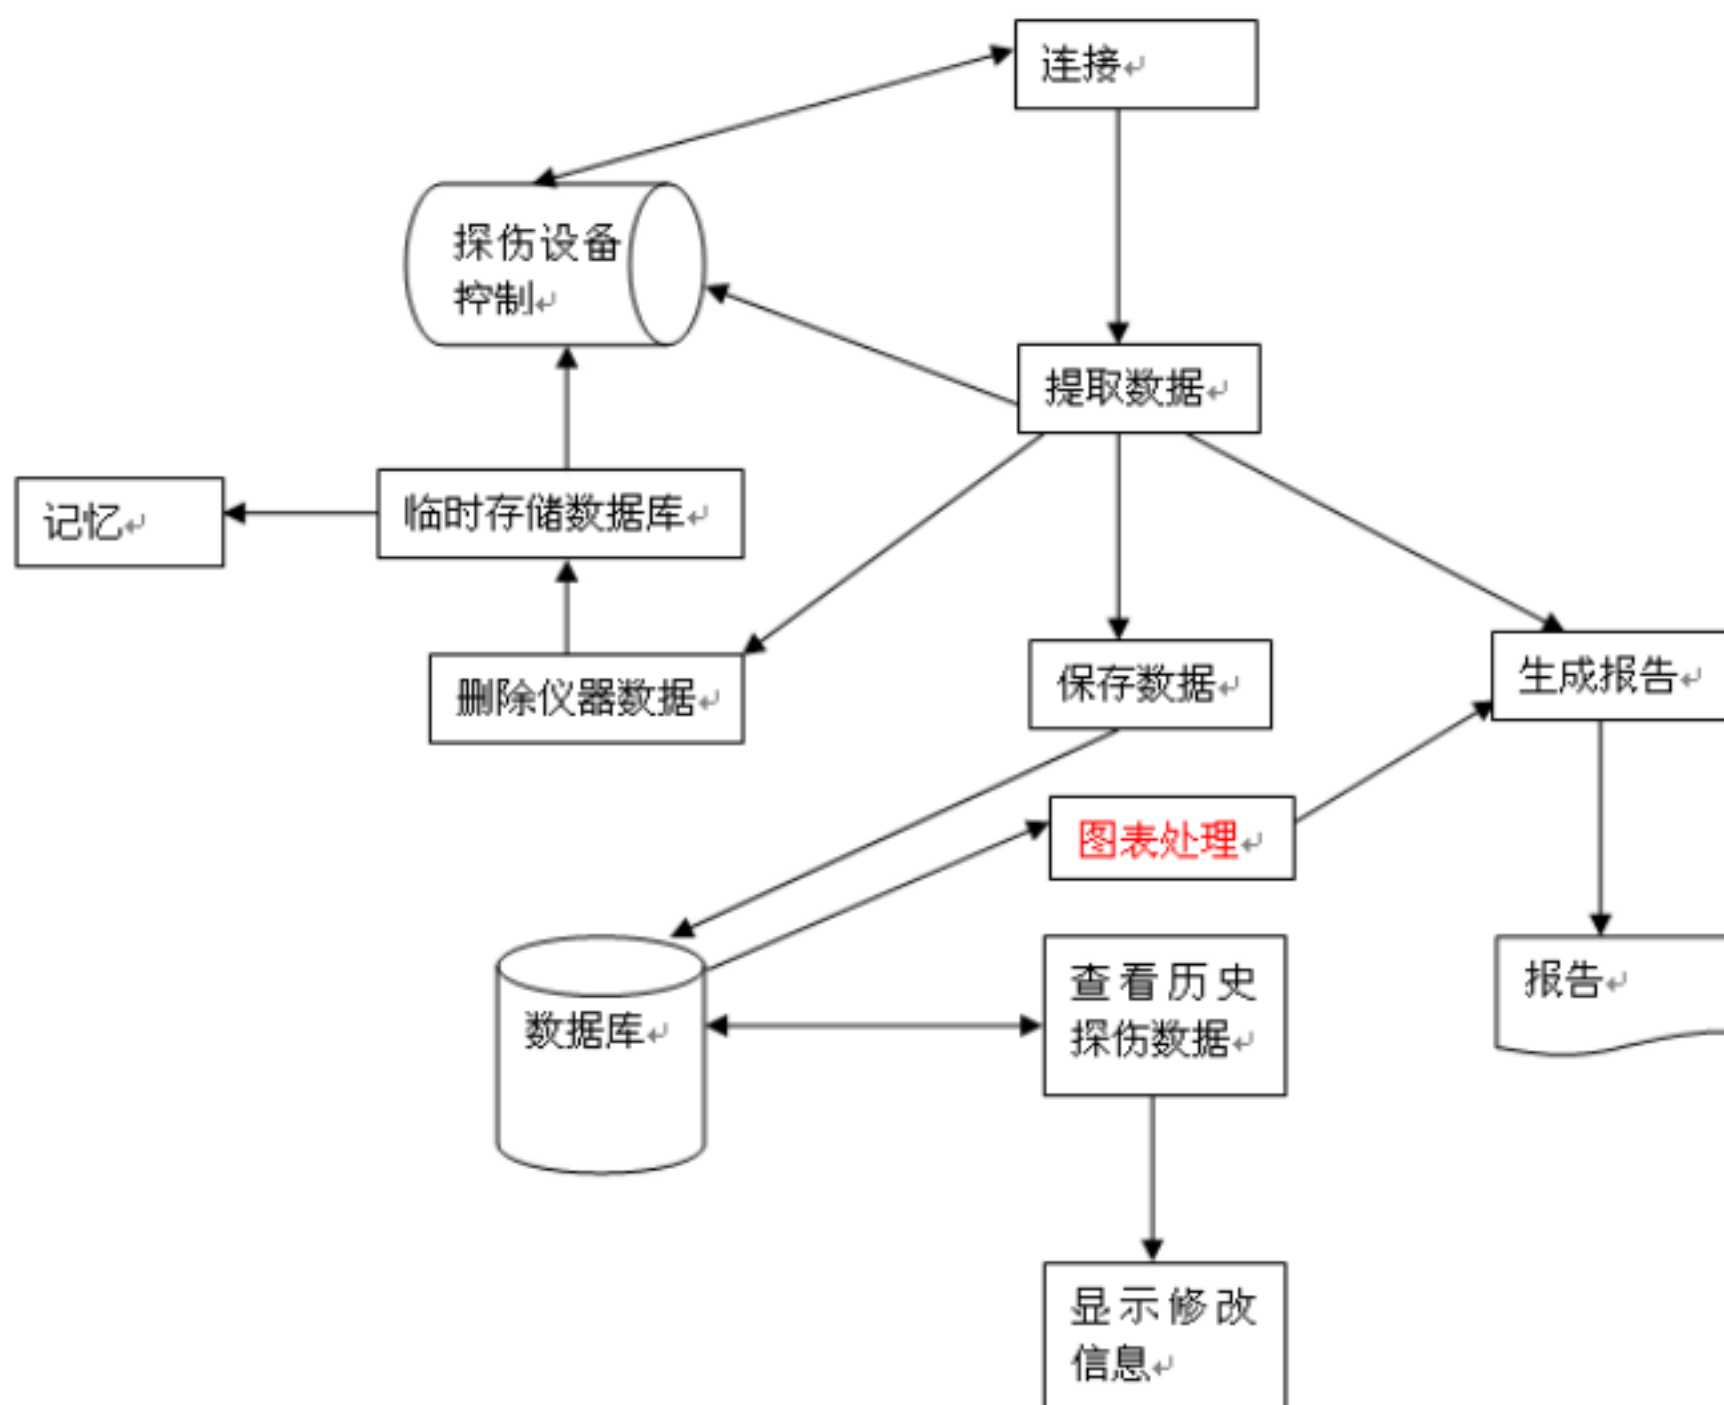 连接
探伤设备
控制
提取数据
记忆
临时存储数据库
删除仪器数据
保存数据
生成报告
图表处理
数据库
查看历史
探伤数据
报告
显示修改
信息